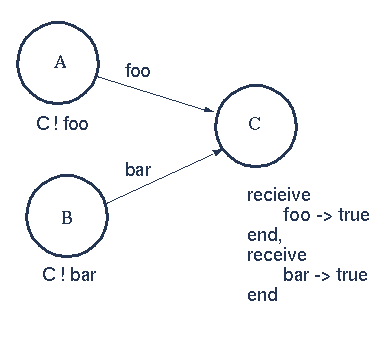 A
foo
C ! foo
C
bar
B
C ! bar
recieive
foo -> true
end,
receive
bar -> true
end